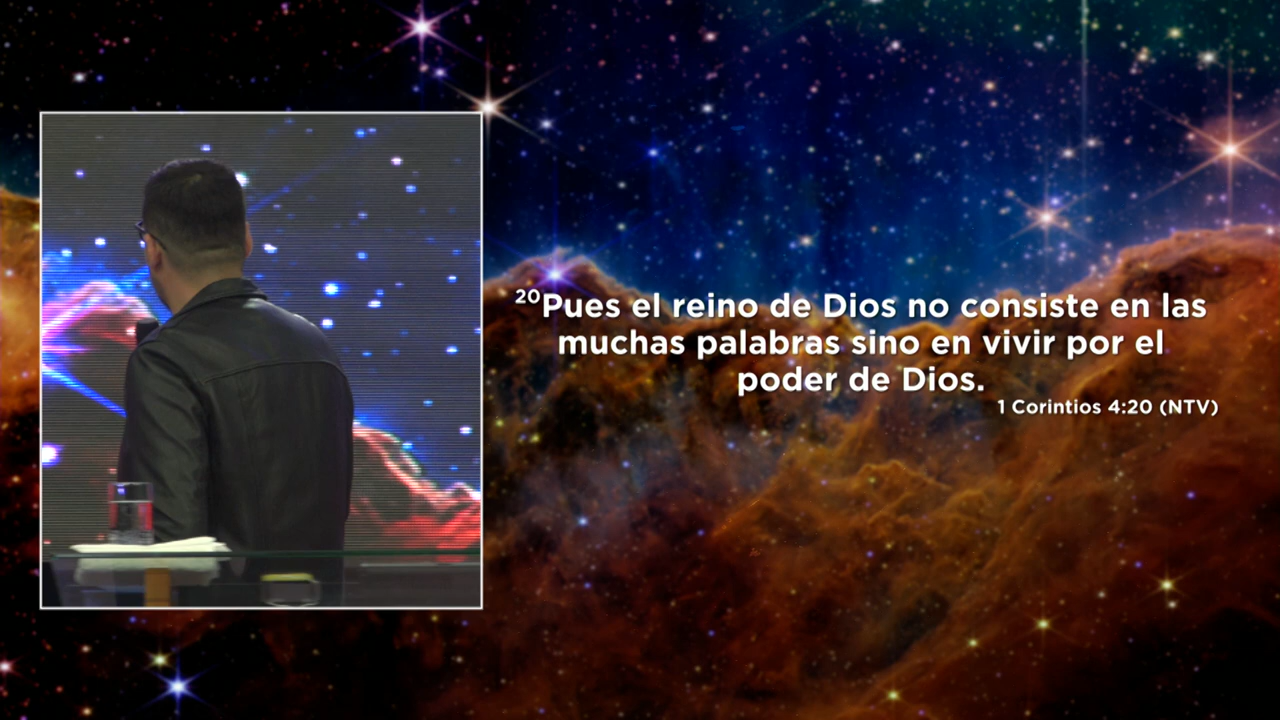 ²⁰Pues el reino de Dios no consiste en las
muchas palabras sino en vivir por el
poder de Dios.
1 Corintios 4:20 (NTV)